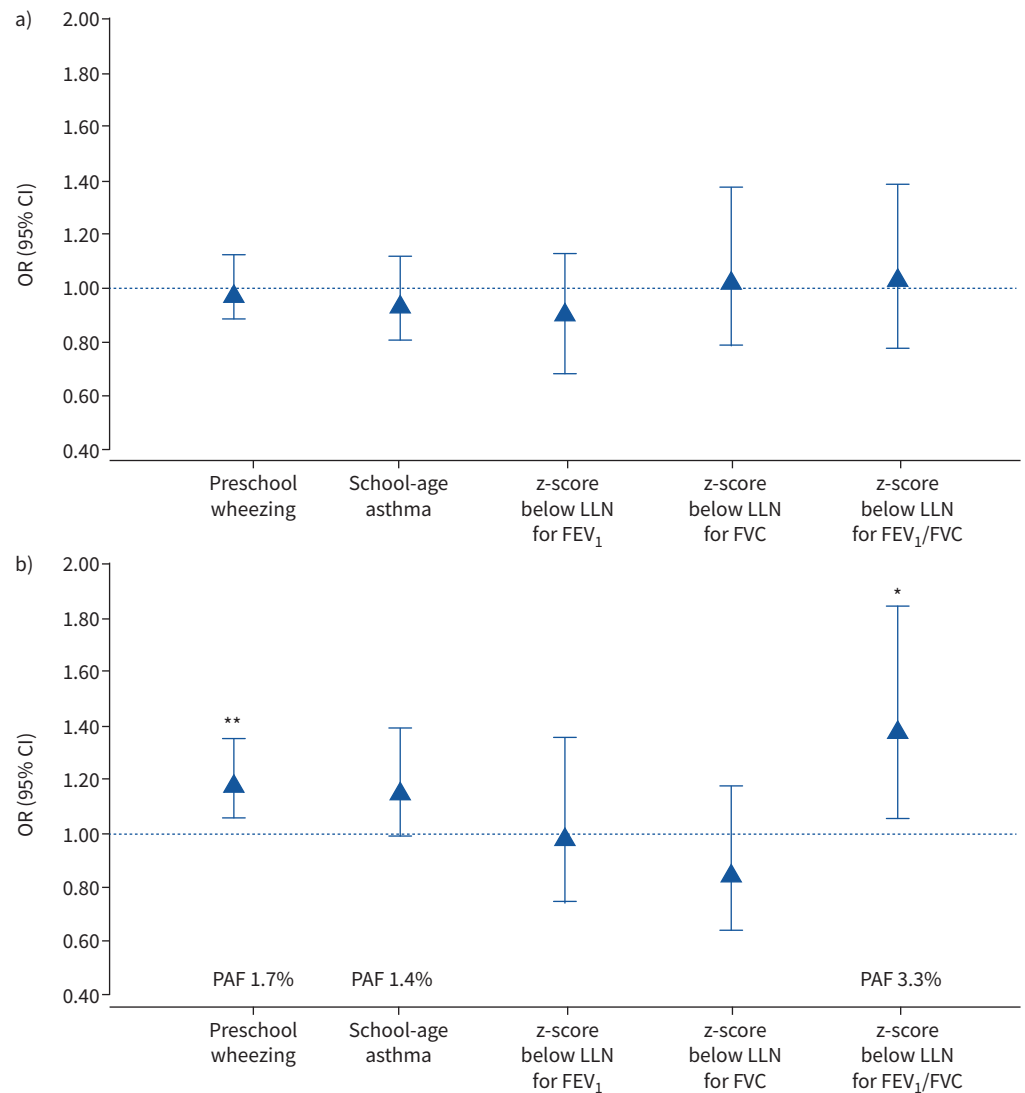 a)
2.00
1.80
1.60
1.40
1.20
1.00
0.80
0.60
0.40
OR (95% CI)
Preschool
wheezing
School-age
asthma
z-score
below LLN
for FEV₁
z-score
below LLN
for FVC
z-score
below LLN
for FEV₁/FVC
b)
2.00
1.80
1.60
1.40
1.20
1.00
0.80
0.60
0.40
OR (95% CI)
**
*
PAF 1.7%
PAF 1.4%
PAF 3.3%
Preschool
wheezing
School-age
asthma
z-score
below LLN
for FEV₁
z-score
below LLN
for FVC
z-score
below LLN
for FEV₁/FVC